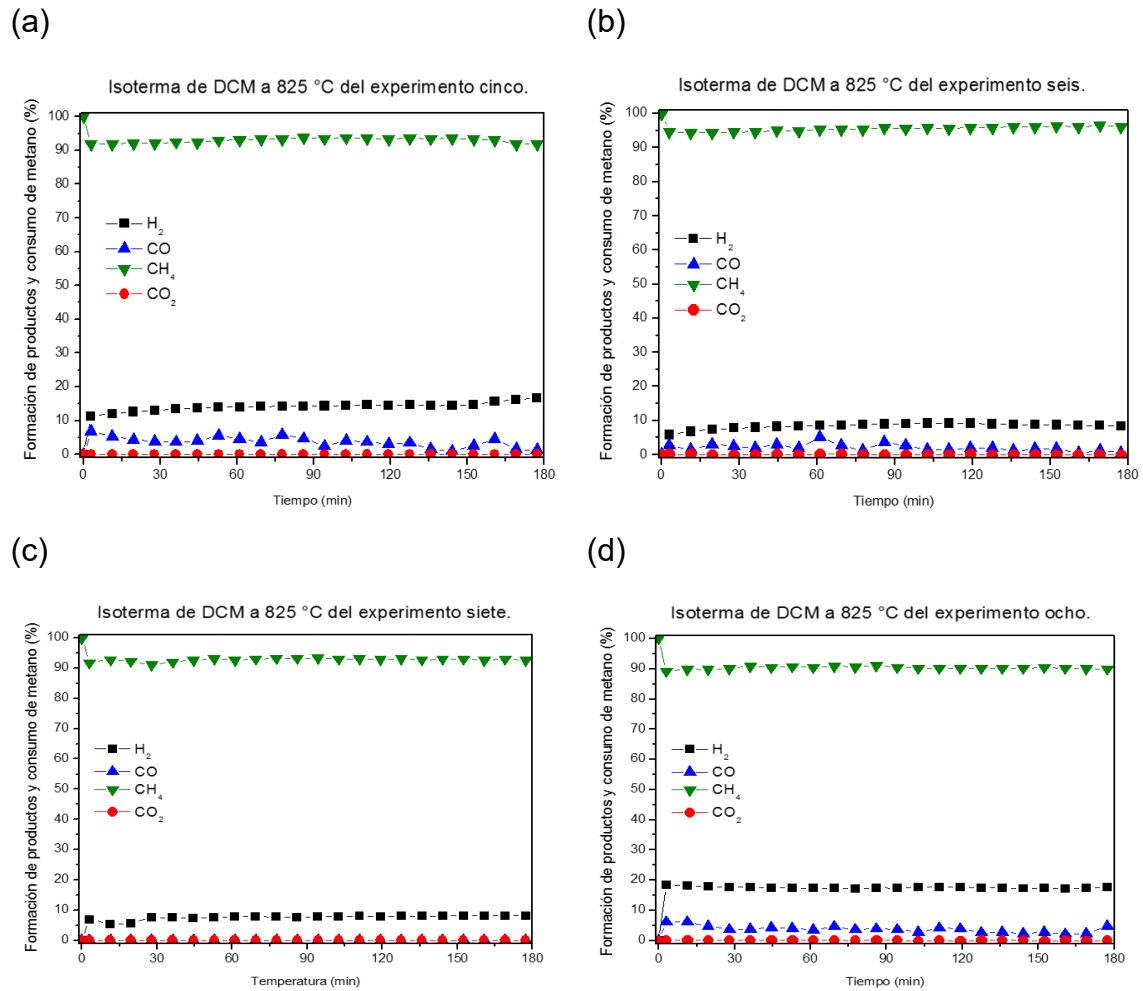 (a)
Isoterma de DCM a 825 °C del experimento cinco.
Formación de productos y consumo de metano (%)
100
90
80
70
60
50
40
30
20
10
0
H2
CO
CH4
CO2
0 30 60 90 120 150 180
Tiempo (min)
(b)
Isoterma de DCM a 825 °C del experimento seis.
Formación de productos y consumo de metano (%)
100
90
80
70
60
50
40
30
20
10
0
H2
CO
CH4
CO2
0 30 60 90 120 150 180
Tiempo (min)
(c)
Isoterma de DCM a 825 °C del experimento siete.
Formación de productos y consumo de metano (%)
100
90
80
70
60
50
40
30
20
10
0
H2
CO
CH4
CO2
0 30 60 90 120 150 180
Temperatura (min)
(d)
Isoterma de DCM a 825 °C del experimento ocho.
Formación de productos y consumo de metano (%)
100
90
80
70
60
50
40
30
20
10
0
H2
CO
CH4
CO2
0 30 60 90 120 150 180
Tiempo (min)